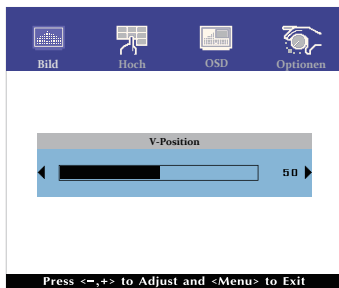 Bild Hoch OSD Optionen
V-Position
50
Press <-,+> to Adjust and <Menu> to Exit